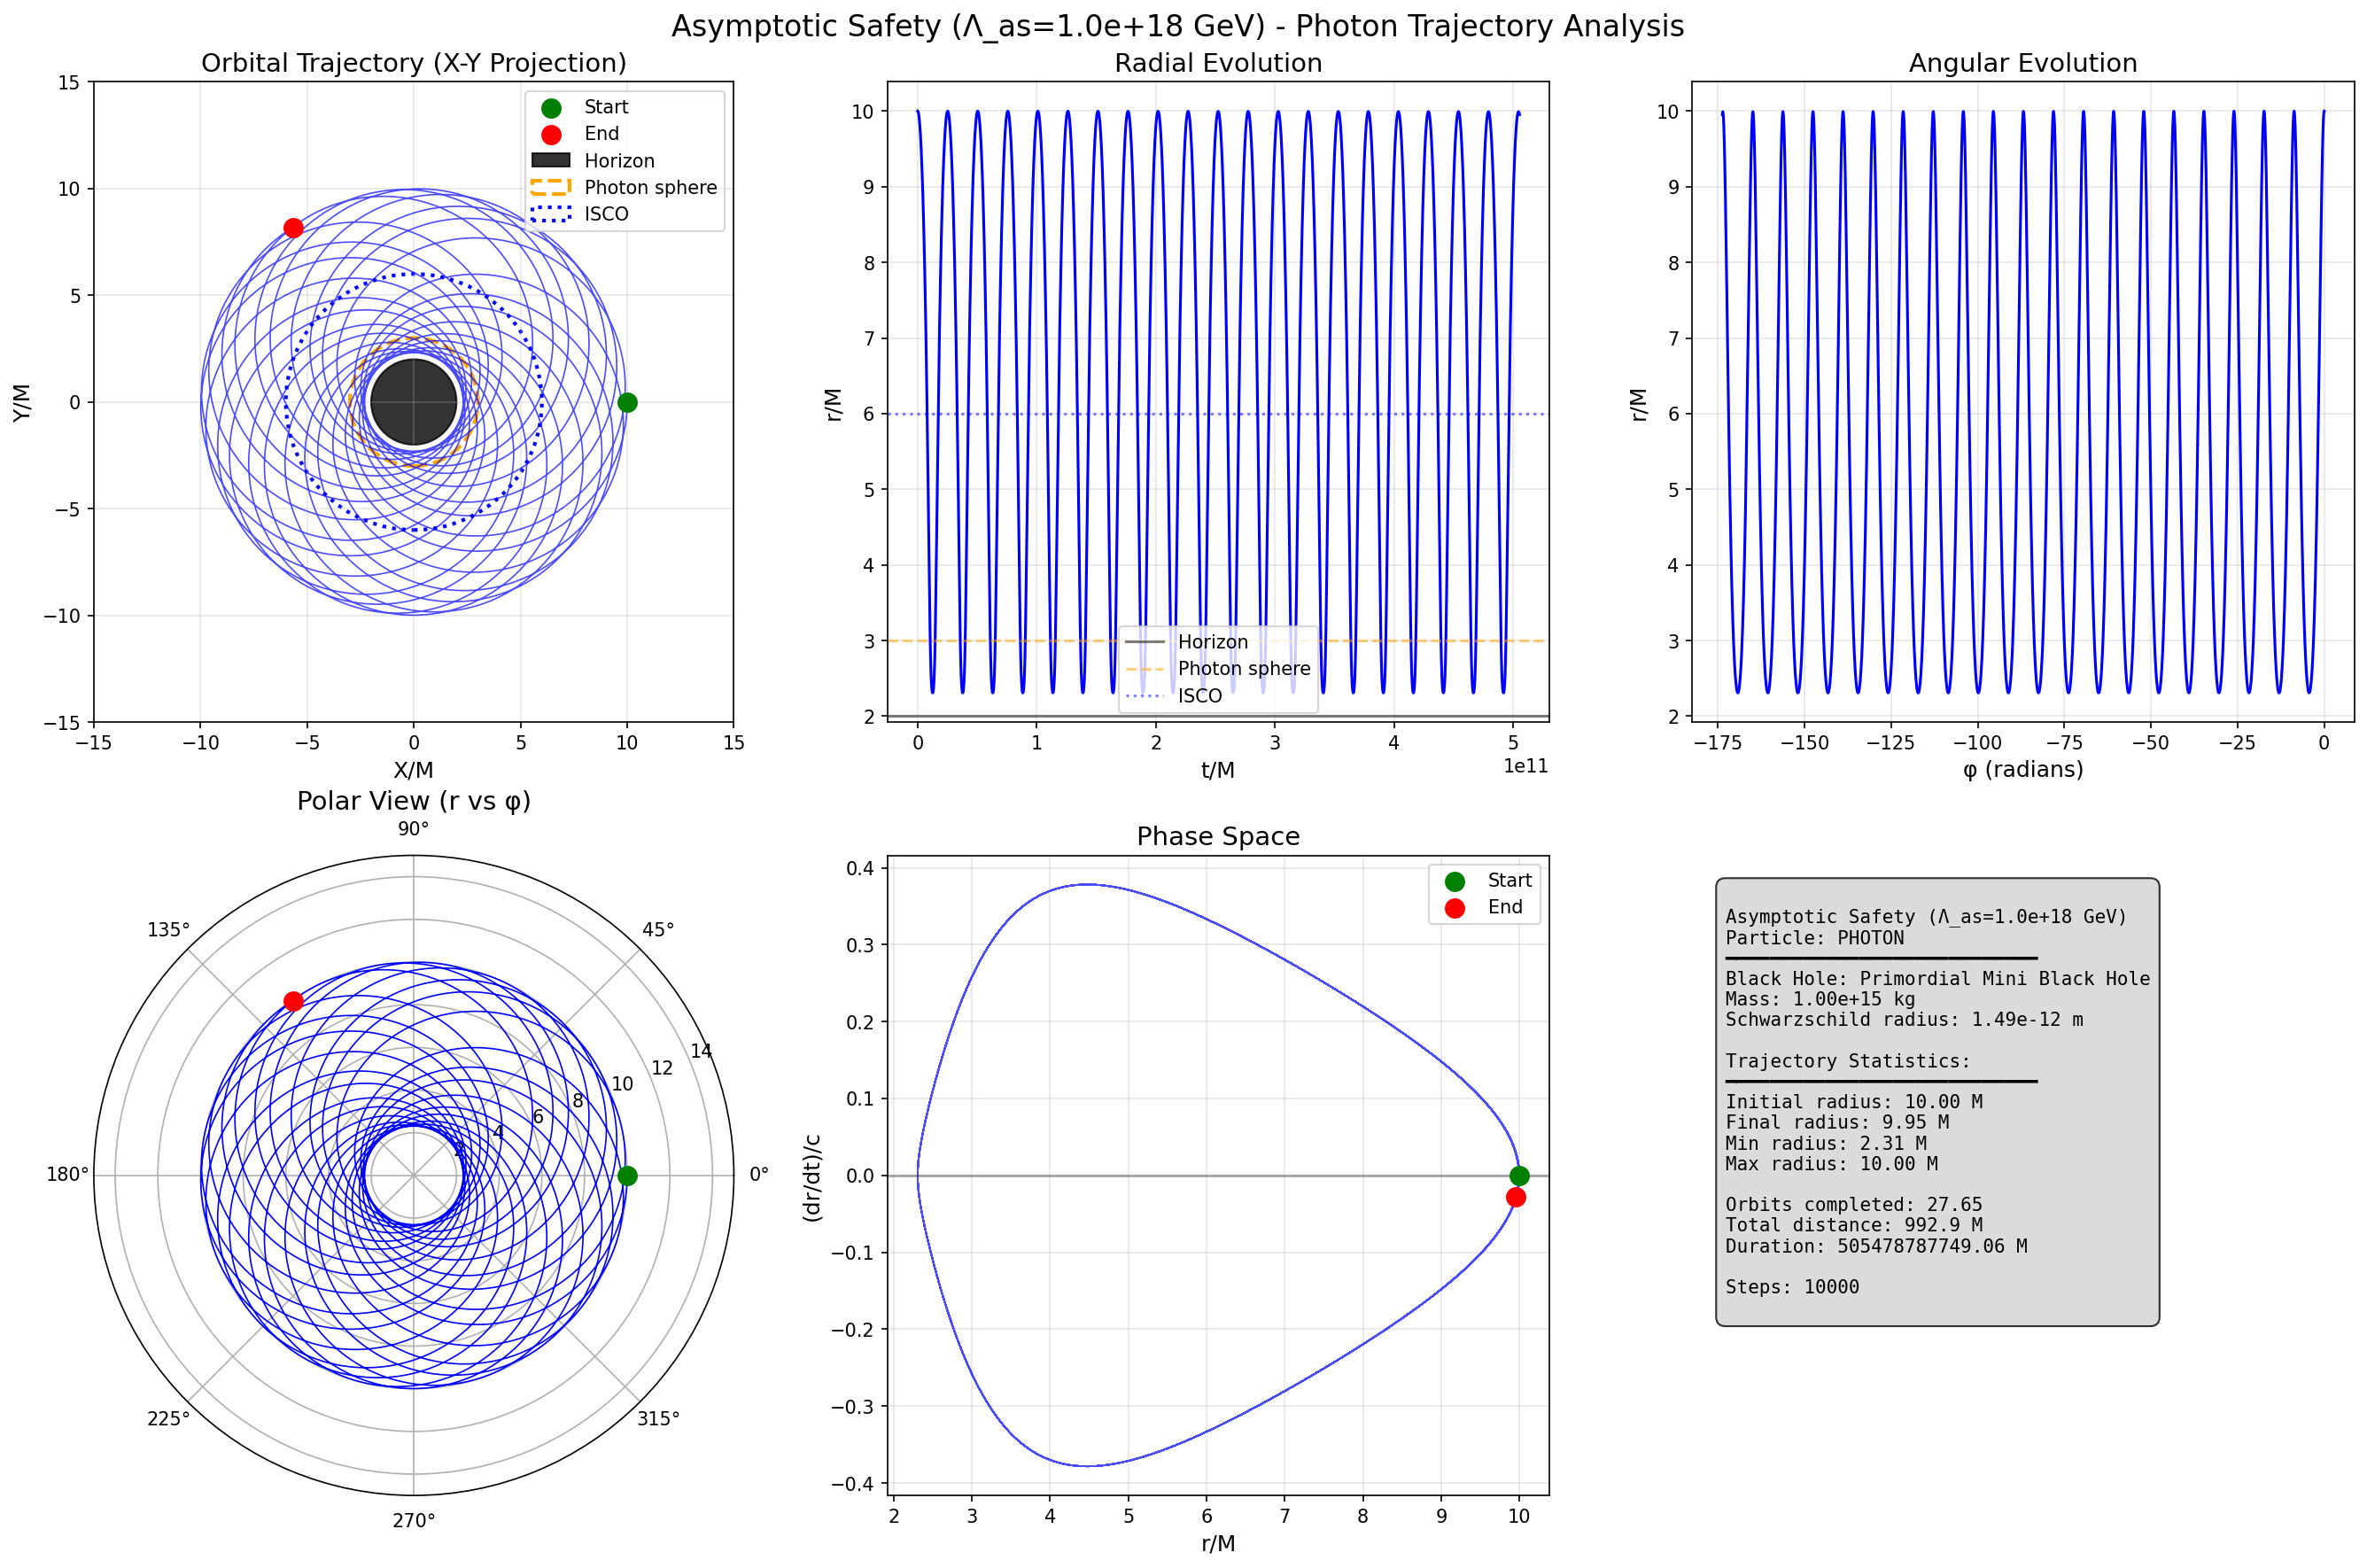 Asymptotic Safety (Λ_as=1.0e+18 GeV) - Photon Trajectory Analysis
Orbital Trajectory (X-Y Projection)
Start
End
Horizon
Photon sphere
ISCO
15
10
5
0
−5
−10
−15
Y/M
−15
−10
−5
0
5
10
15
X/M
Radial Evolution
10
9
8
7
6
5
4
3
2
r/M
Horizon
Photon sphere
ISCO
0
1
2
3
4
5
1e11
t/M
Angular Evolution
10
9
8
7
6
5
4
3
2
r/M
−175
−150
−125
−100
−75
−50
−25
0
φ (radians)
Polar View (r vs φ)
90°
135°
45°
180°
0°
225°
315°
270°
2
4
6
8
10
12
14
Phase Space
Start
End
0.4
0.3
0.2
0.1
0.0
−0.1
−0.2
−0.3
−0.4
(dr/dt)/c
2
3
4
5
6
7
8
9
10
r/M
Asymptotic Safety (Λ_as=1.0e+18 GeV)
Particle: PHOTON
Black Hole: Primordial Mini Black Hole
Mass: 1.00e+15 kg
Schwarzschild radius: 1.49e-12 m
Trajectory Statistics:
Initial radius: 10.00 M
Final radius: 9.95 M
Min radius: 2.31 M
Max radius: 10.00 M
Orbits completed: 27.65
Total distance: 992.9 M
Duration: 505478787749.06 M
Steps: 10000